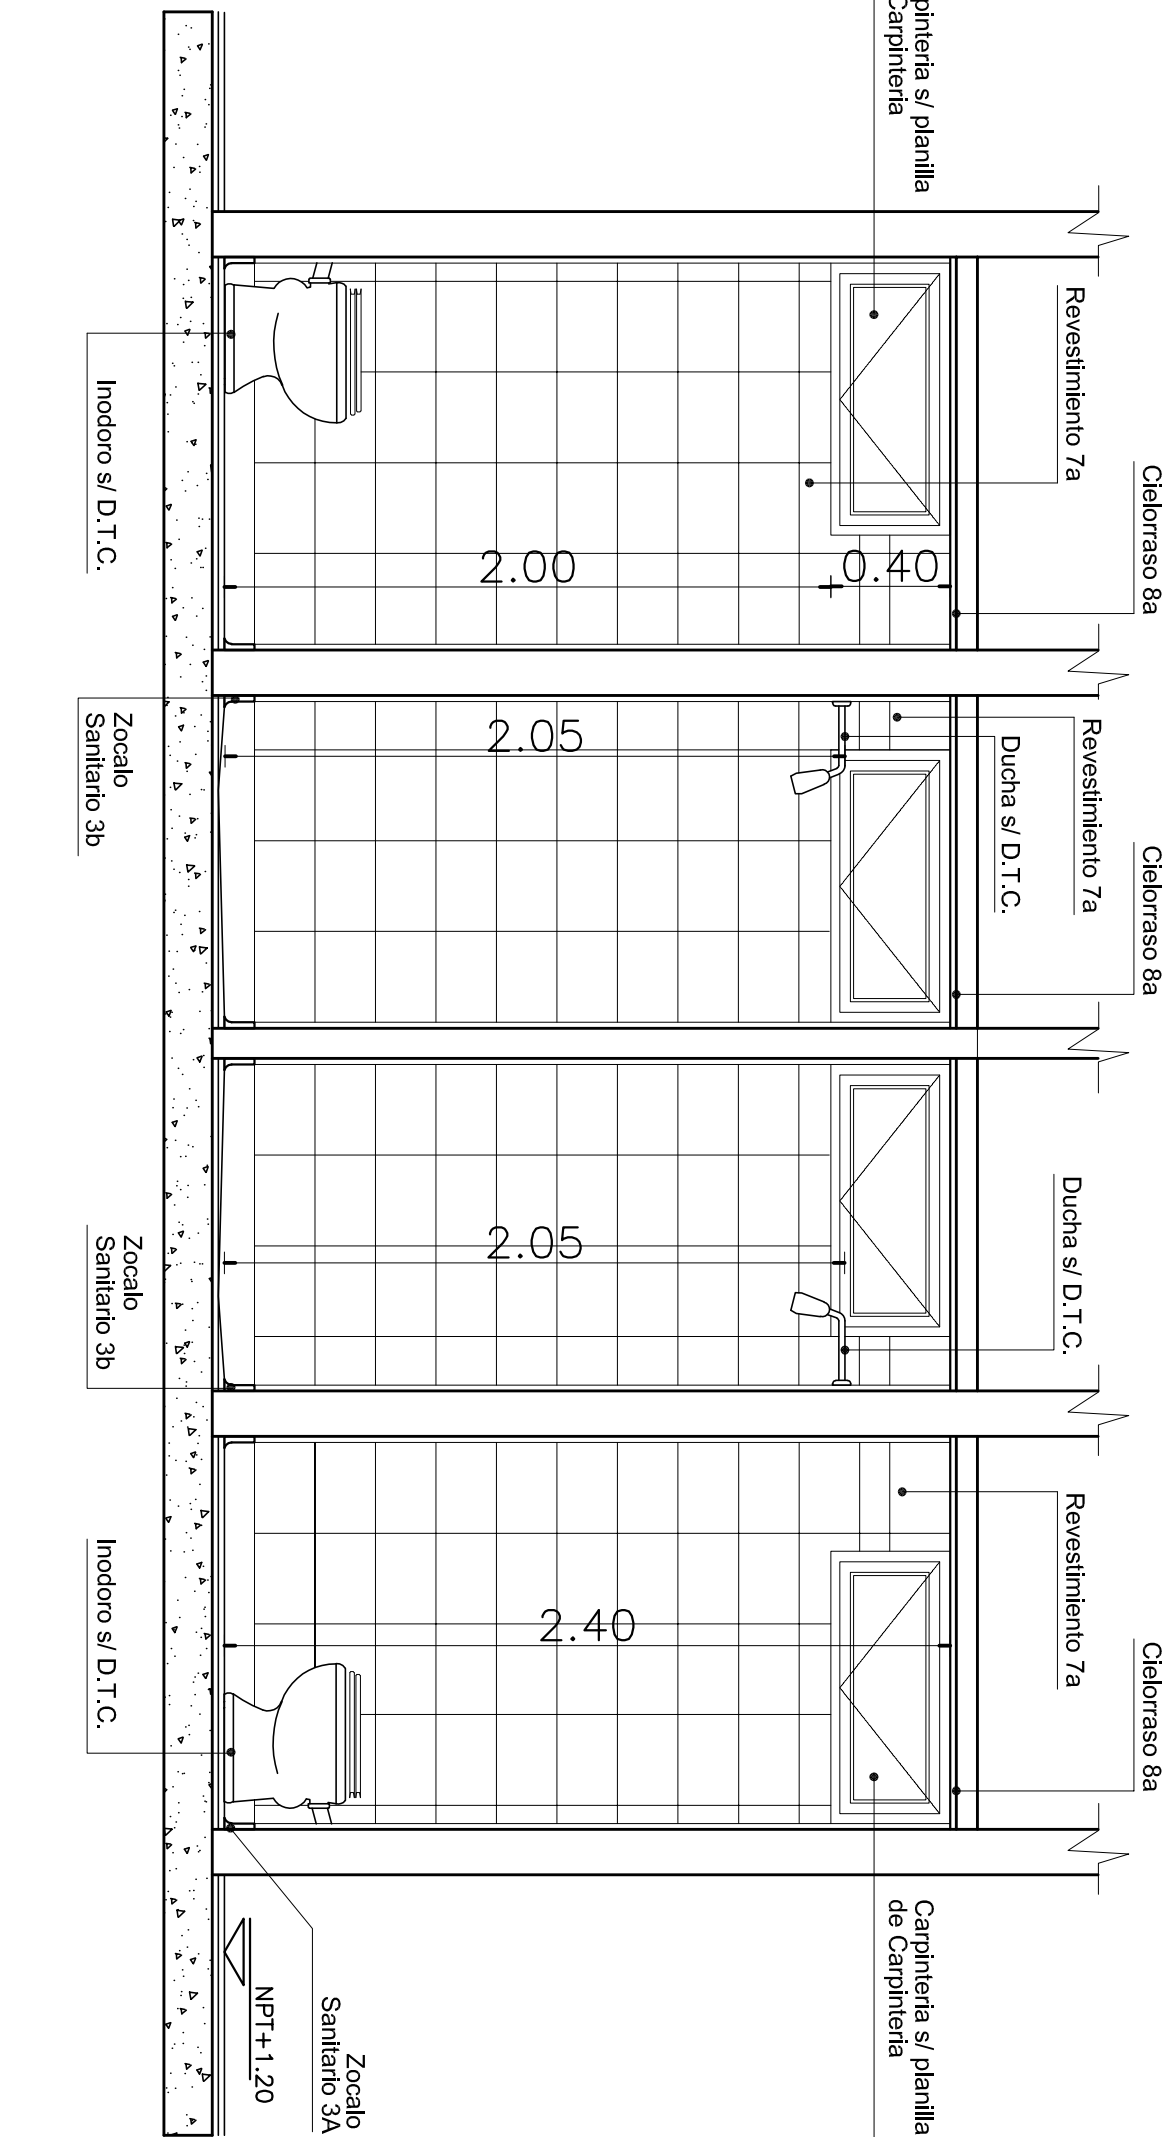 Cielorraso 8a
Cielorraso 8a
Cielorraso 8a
Revestimiento 7a
Revestimiento 7a
Ducha s/ D.T.C.
Ducha s/ D.T.C.
Revestimiento 7a
pinteria s/ planilla
Carpinteria
Carpinteria s/ planilla
de Carpinteria
0.40
2.00
2.05
2.05
2.40
Zocalo
Sanitario 3A
NPT+1.20
Inodoro s/ D.T.C.
Zocalo
Sanitario 3b
Zocalo
Sanitario 3b
Inodoro s/ D.T.C.